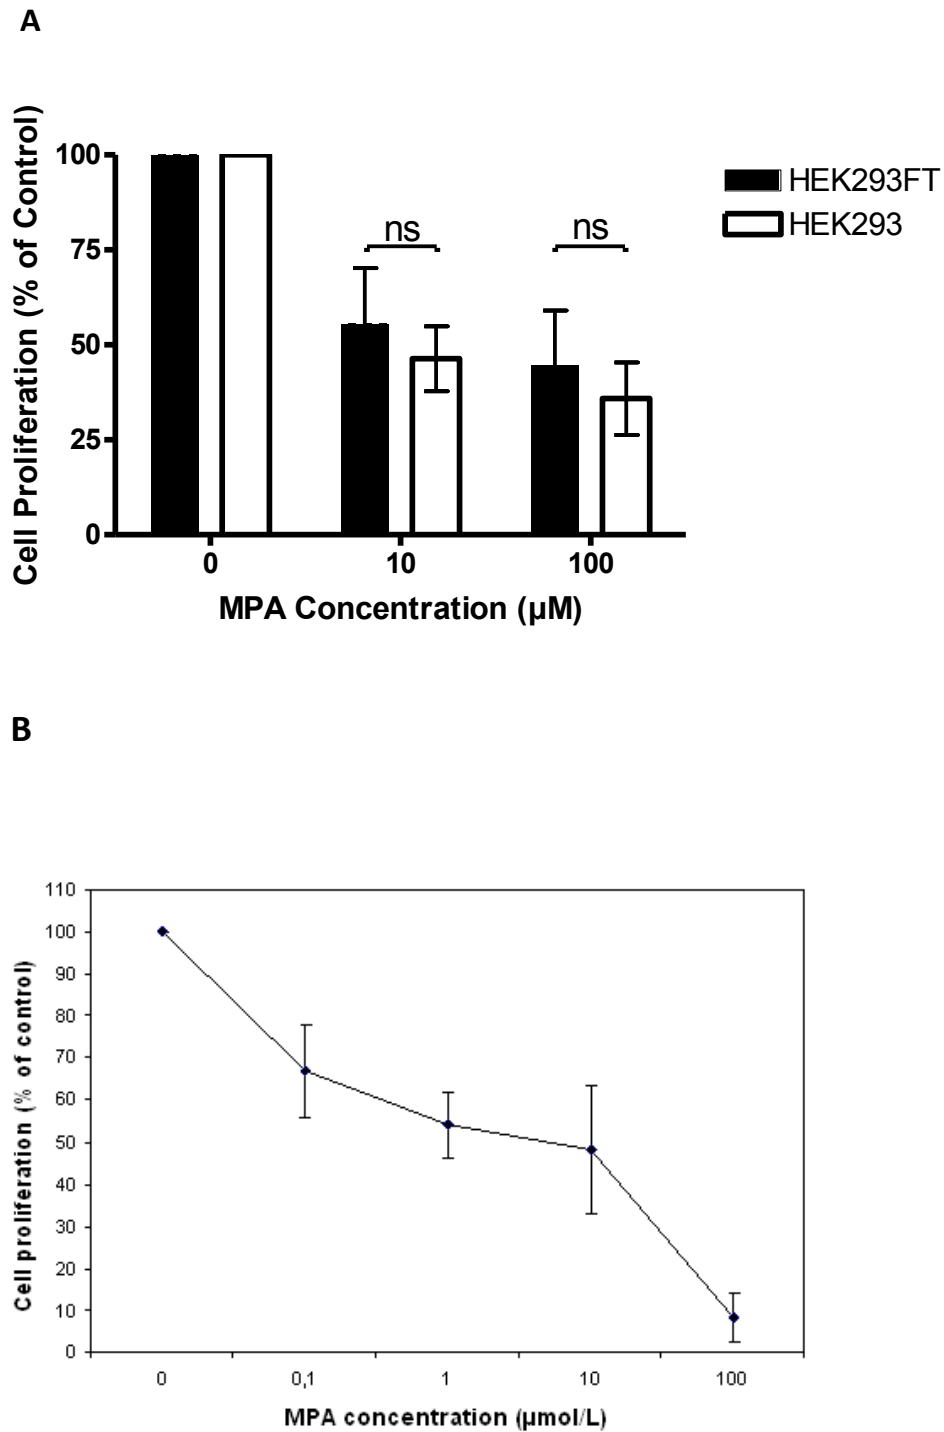 A
Cell Proliferation (% of Control)
100
75
50
25
0
ns
ns
HEK293FT
HEK293
0
10
100
MPA Concentration (µM)
B
Cell proliferation (% of control)
110
100
90
80
70
60
50
40
30
20
10
0
0
0,1
1
10
100
MPA concentration (µmol/L)